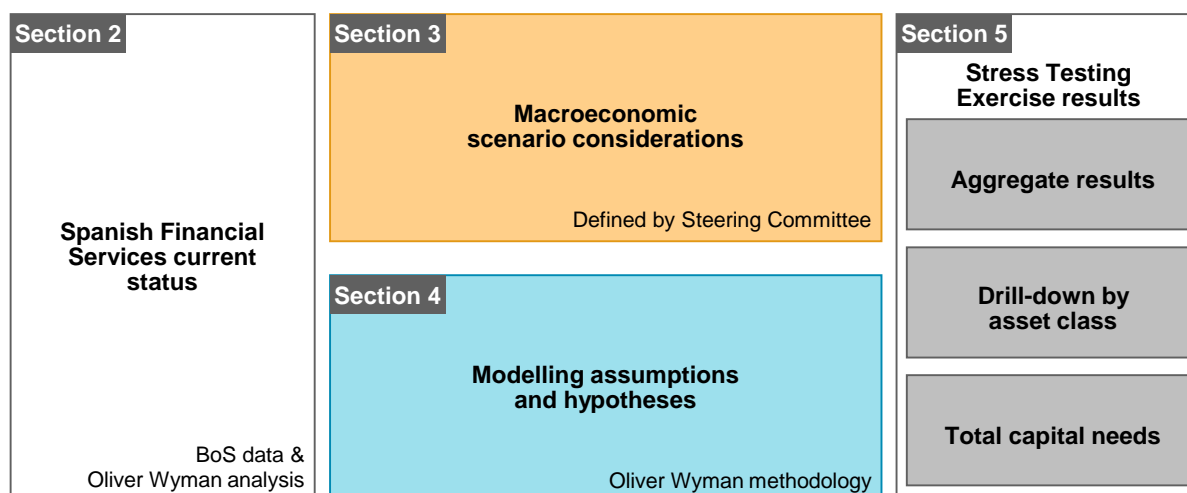 Section 2
Spanish Financial
Services current
status
BoS data &
Oliver Wyman analysis
Section 3
Macroeconomic
scenario considerations
Defined by Steering Committee
Section 4
Modelling assumptions
and hypotheses
Oliver Wyman methodology
Section 5
Stress Testing
Exercise results
Aggregate results
Drill-down by
asset class
Total capital needs